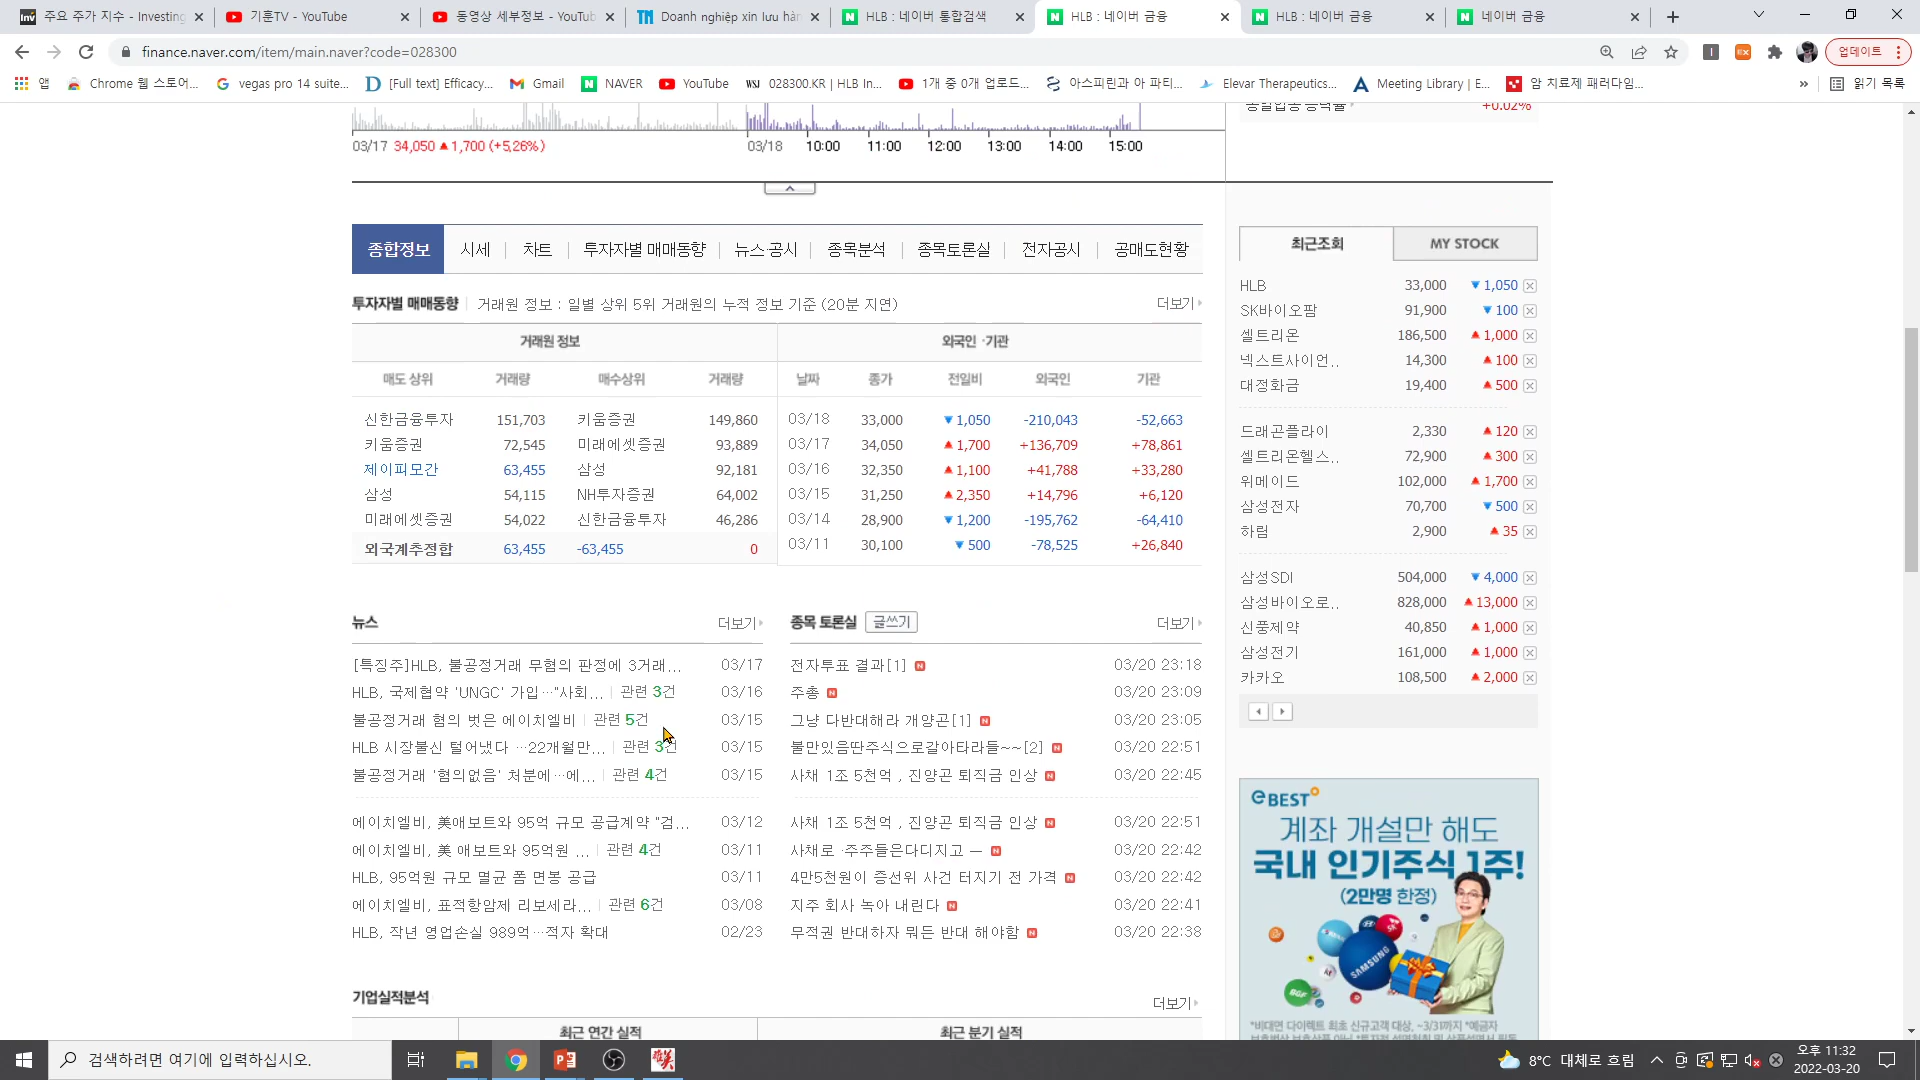 주요 주가 지수 - Investing
기훈TV - YouTube
동영상 세부정보 - YouTub
Doanh nghiệp xin lưu hàn
HLB : 네이버 통합검색
HLB : 네이버 금융
HLB : 네이버 금융
네이버 금융
finance.naver.com/item/main.naver?code=028300
업데이트
앱
Chrome 웹 스토어...
vegas pro 14 suite...
[Full text] Efficacy...
Gmail
NAVER
YouTube
WSJ 028300.KR | HLB In...
1개 중 0개 업로드...
아스피린과 아 파티...
Elevar Therapeutics...
Meeting Library | E...
암 치료제 패러다임...
»
읽기 목록
동일업종 등락률 +0.02%
03/17 34,050 ▲1,700 (+5.26%)
03/18 10:00 11:00 12:00 13:00 14:00 15:00
종합정보 시세 차트 투자자별 매매동향 뉴스·공시 종목분석 종목토론실 전자공시 공매도현황
투자자별 매매동향 거래원 정보 : 일별 상위 5위 거래원의 누적 정보 기준 (20분 지연) 더보기
거래원 정보 외국인·기관
매도 상위 거래량 매수상위 거래량 날짜 종가 전일비 외국인 기관
신한금융투자 151,703 키움증권 149,860 03/18 33,000 ▼1,050 -210,043 -52,663
키움증권 72,545 미래에셋증권 93,889 03/17 34,050 ▲1,700 +136,709 +78,861
제이피모간 63,455 삼성 92,181 03/16 32,350 ▲1,100 +41,788 +33,280
삼성 54,115 NH투자증권 64,002 03/15 31,250 ▲2,350 +14,796 +6,120
미래에셋증권 54,022 신한금융투자 46,286 03/14 28,900 ▼1,200 -195,762 -64,410
외국계추정합 63,455 -63,455 0 03/11 30,100 ▼500 -78,525 +26,840
뉴스 더보기
[특징주]HLB, 불공정거래 무혐의 판정에 3거래... 03/17
HLB, 국제협약 'UNGC' 가입…"사회... 관련 3건 03/16
불공정거래 혐의 벗은 에이치엘비 관련 5건 03/15
HLB 시장불신 털어냈다 …22개월만... 관련 3건 03/15
불공정거래 '혐의없음' 처분에…에... 관련 4건 03/15
에이치엘비, 美애보트와 95억 규모 공급계약 "검... 03/12
에이치엘비, 美 애보트와 95억원 ... 관련 4건 03/11
HLB, 95억원 규모 멸균 폼 면봉 공급 03/11
에이치엘비, 표적항암제 리보세라... 관련 6건 03/08
HLB, 작년 영업손실 989억…적자 확대 02/23
종목 토론실 글쓰기 더보기
전자투표 결과[1] N 03/20 23:18
주총 N 03/20 23:09
그냥 다반대해라 개양곤[1] N 03/20 23:05
불만있음딴주식으로갈아타라들~~[2] N 03/20 22:51
사채 1조 5천억 , 진양곤 퇴직금 인상 N 03/20 22:45
사채 1조 5천억 , 진양곤 퇴직금 인상 N 03/20 22:51
사채로 ·주주들은다디지고 ― N 03/20 22:42
4만5천원이 증선위 사건 터지기 전 가격 N 03/20 22:42
지주 회사 녹아 내린다 N 03/20 22:41
무적권 반대하자 뭐든 반대 해야함 N 03/20 22:38
기업실적분석 더보기
최근 연간 실적 최근 분기 실적
최근조회 MY STOCK
HLB 33,000 ▼1,050
SK바이오팜 91,900 ▼100
셀트리온 186,500 ▲1,000
넥스트사이언.. 14,300 ▲100
대정화금 19,400 ▲500
드래곤플라이 2,330 ▲120
셀트리온헬스.. 72,900 ▲300
위메이드 102,000 ▲1,700
삼성전자 70,700 ▼500
하림 2,900 ▲35
삼성SDI 504,000 ▼4,000
삼성바이오로.. 828,000 ▲13,000
신풍제약 40,850 ▲1,000
삼성전기 161,000 ▲1,000
카카오 108,500 ▲2,000
eBEST
계좌 개설만 해도
국내 인기주식 1주!
(2만명 한정)
SAMSUNG
BGF
*비대면 다이렉트 최초 신규고객 대상, ~3/31까지 *예금자
검색하려면 여기에 입력하십시오.
8°C 대체로 흐림
오후 11:32
2022-03-20